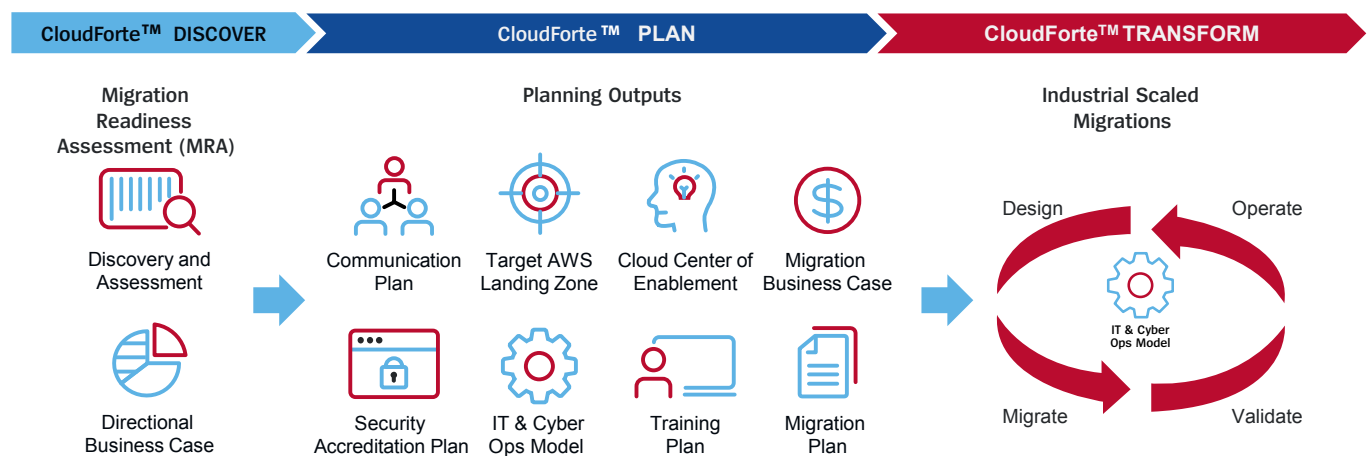 CloudForte™ DISCOVER
CloudForte™ PLAN
CloudForte™ TRANSFORM
Migration
Readiness
Assessment (MRA)
Discovery and
Assessment
Directional
Business Case
Planning Outputs
Communication
Plan
Target AWS
Landing Zone
Cloud Center of
Enablement
Migration
Business Case
Security
Accreditation Plan
IT & Cyber
Ops Model
Training
Plan
Migration
Plan
Industrial Scaled
Migrations
Design
Operate
IT & Cyber
Ops Model
Migrate
Validate